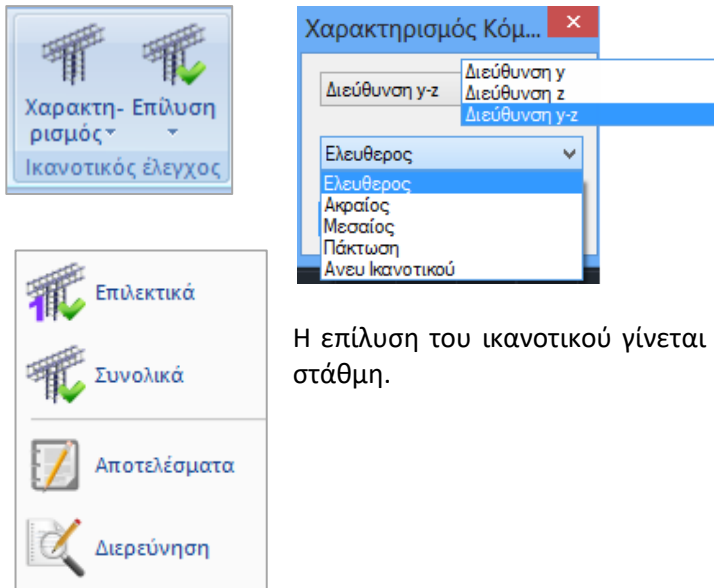 Χαρακτη- Επίλυση
ρισμός
Ικανοτικός έλεγχος
Χαρακτηρισμός Κόμ...
Διεύθυνση y-z
Διεύθυνση y
Διεύθυνση z
Διεύθυνση y-z
Ελευθερος
Ελευθερος
Ακραίος
Μεσαίος
Πάκτωση
Ανευ Ικανοτικού
1
Επιλεκτικά
Συνολικά
Αποτελέσματα
Διερεύνηση
Η επίλυση του ικανοτικού γίνεται
στάθμη.